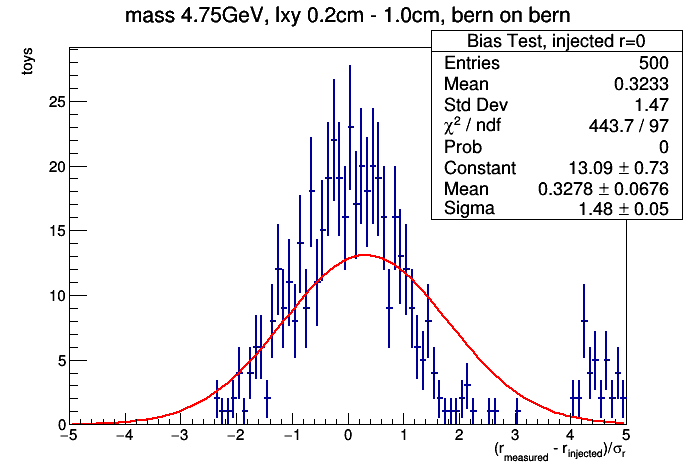 mass 4.75GeV, lxy 0.2cm - 1.0cm, bern on bern
Bias Test, injected r=0
Entries 500
Mean 0.3233
Std Dev 1.47
χ² / ndf 443.7 / 97
Prob 0
Constant 13.09 ± 0.73
Mean 0.3278 ± 0.0676
Sigma 1.48 ± 0.05
toys
25
20
15
10
5
0
−5 −4 −3 −2 −1 0 1 2 3 4 5
(r_measured - r_injected)/σ_r